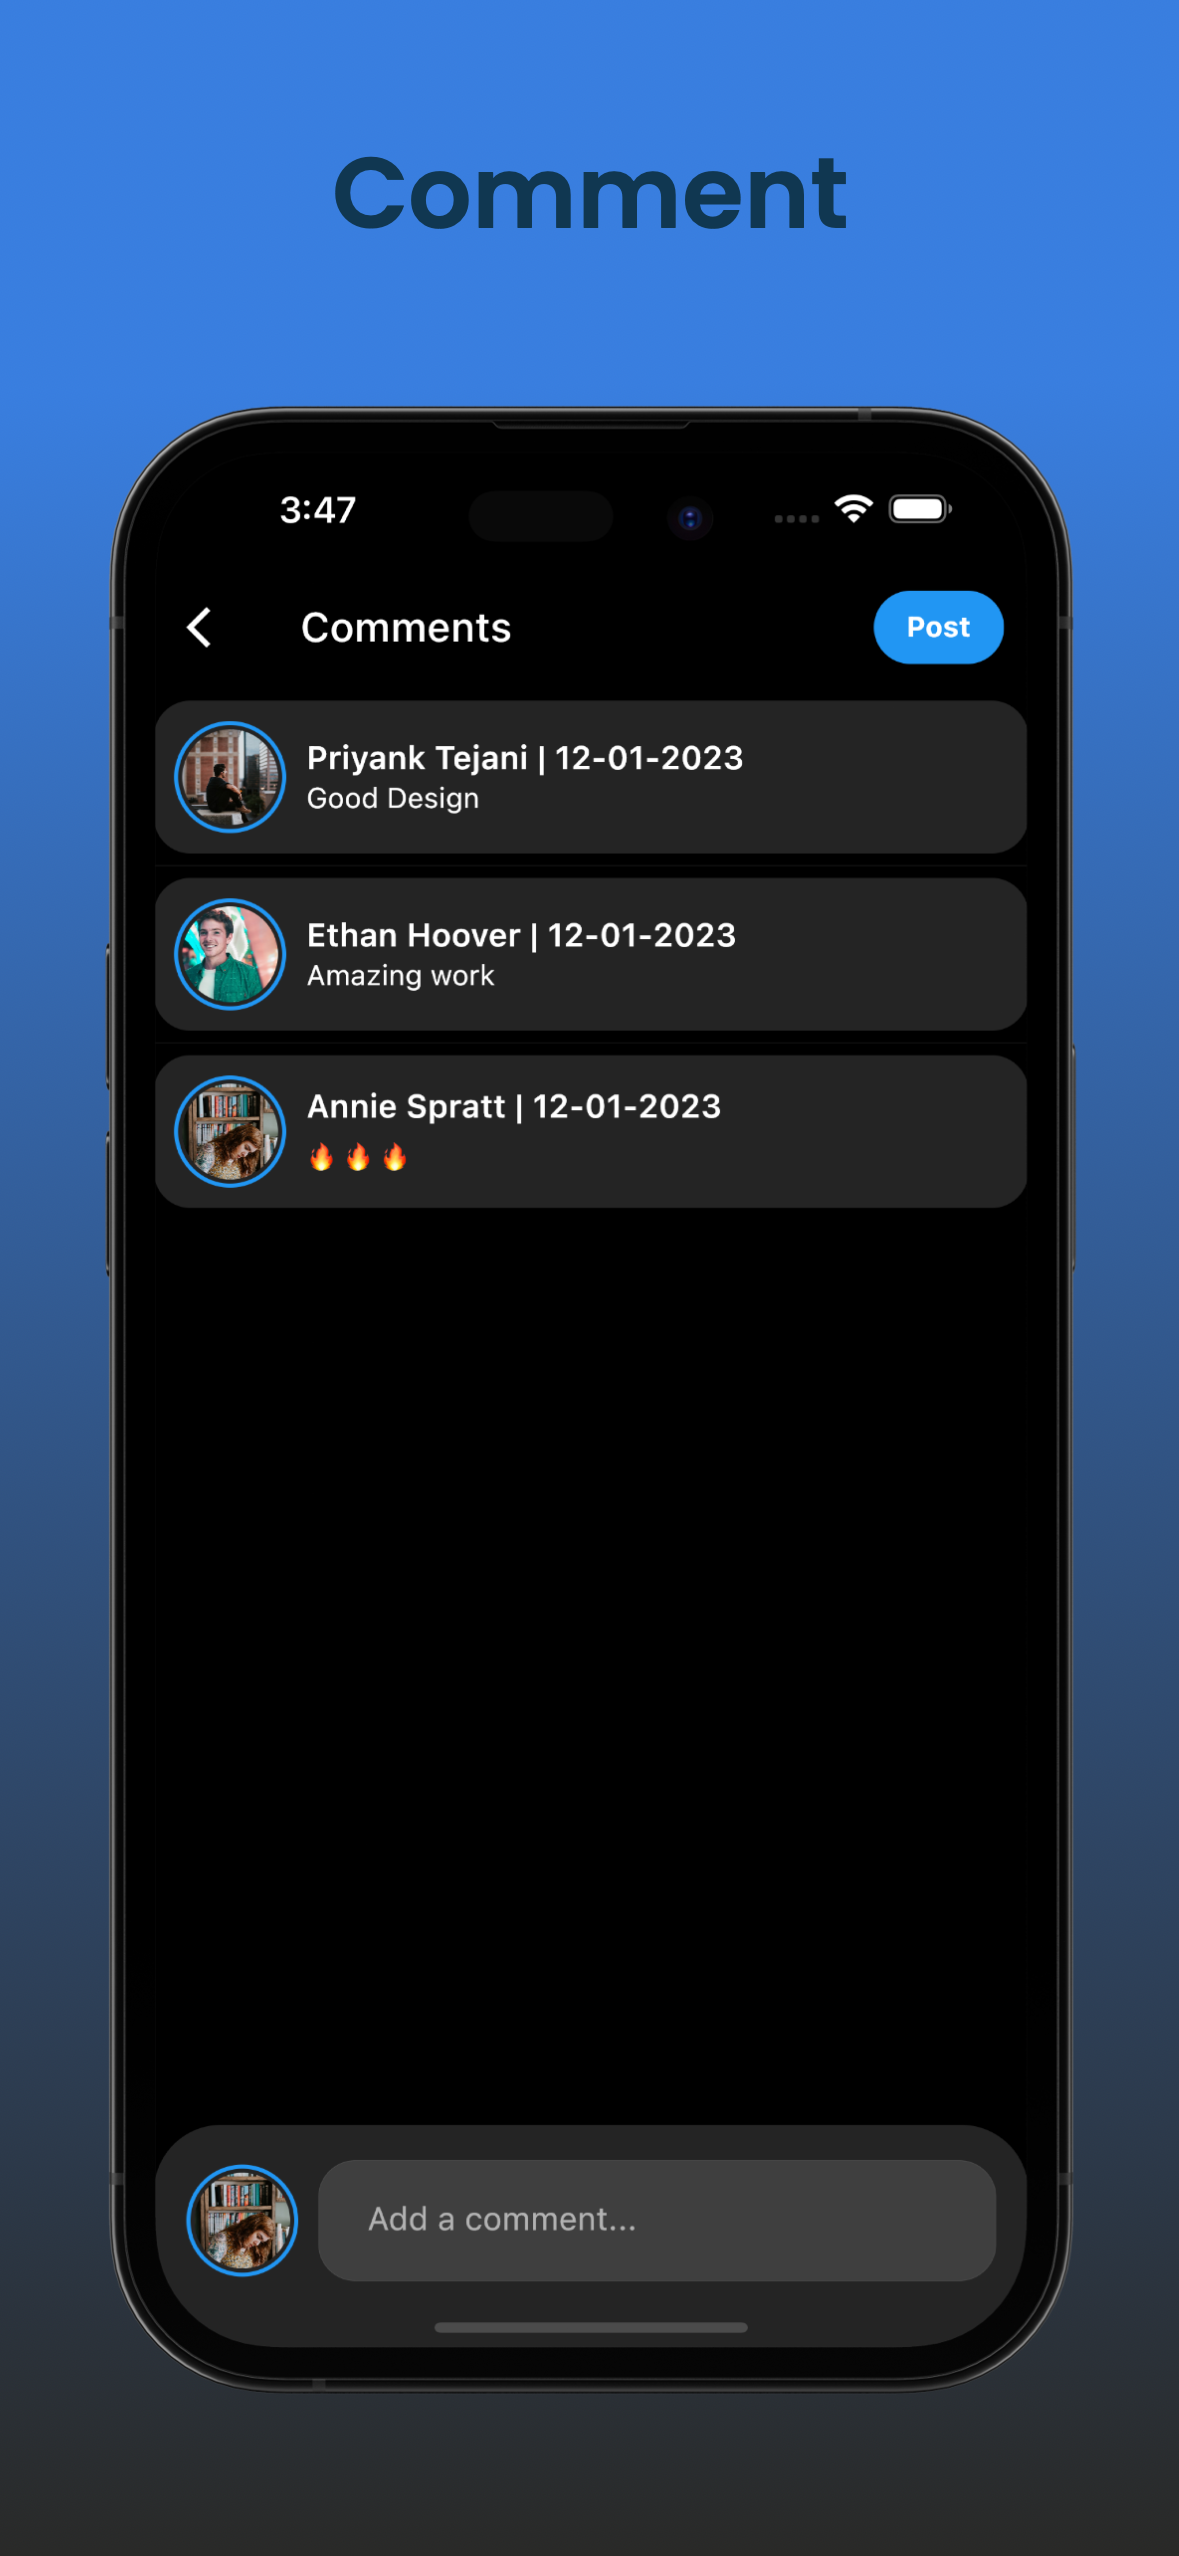 Comment
3:47
Comments
Post
Priyank Tejani | 12-01-2023
Good Design
Ethan Hoover | 12-01-2023
Amazing work
Annie Spratt | 12-01-2023
🔥 🔥 🔥
Add a comment...